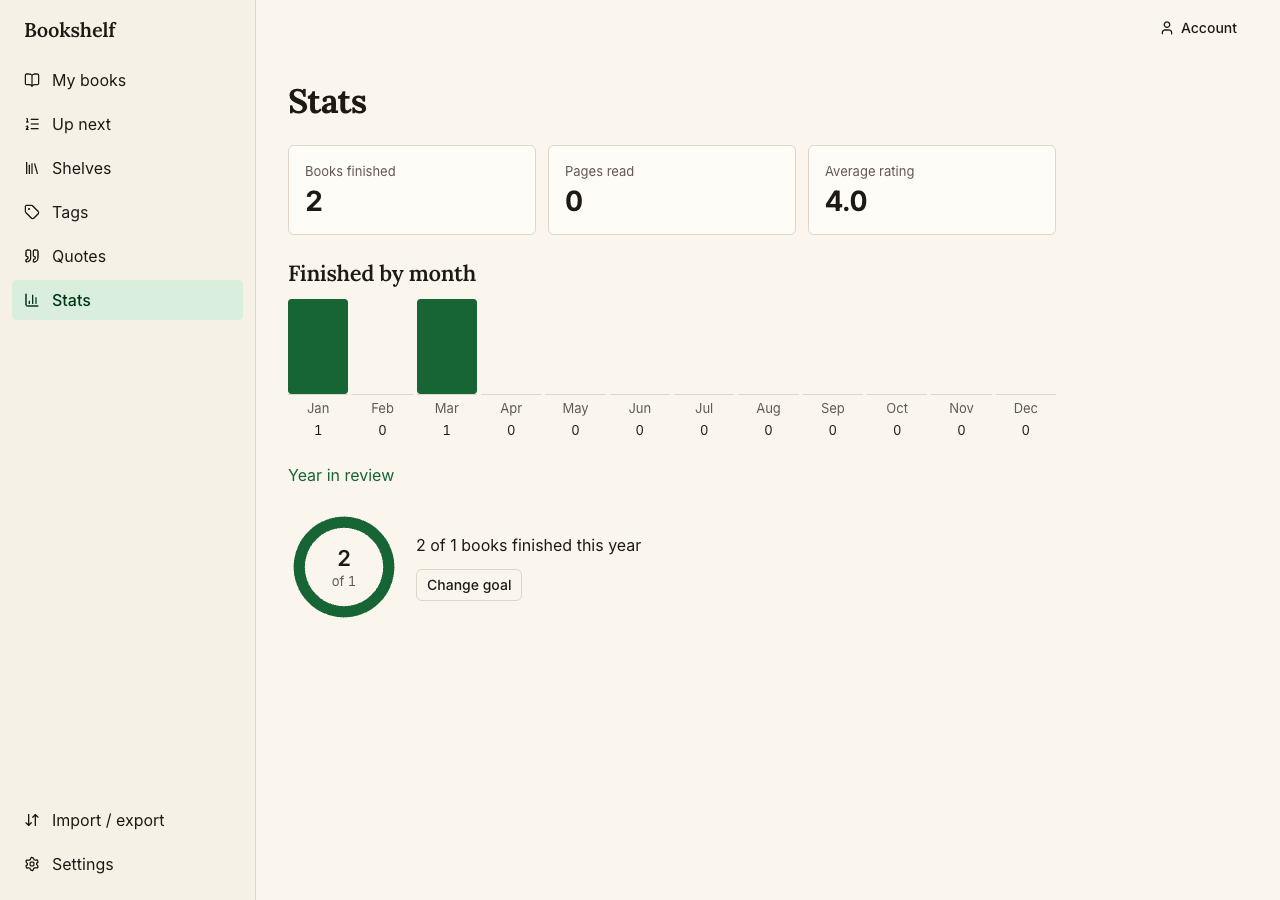 Bookshelf
My books
Up next
Shelves
Tags
Quotes
Stats
Import / export
Settings
Account
Stats
Books finished
2
Pages read
0
Average rating
4.0
Finished by month
Jan Feb Mar Apr May Jun Jul Aug Sep Oct Nov Dec
1 0 1 0 0 0 0 0 0 0 0 0
Year in review
2
of 1
2 of 1 books finished this year
Change goal